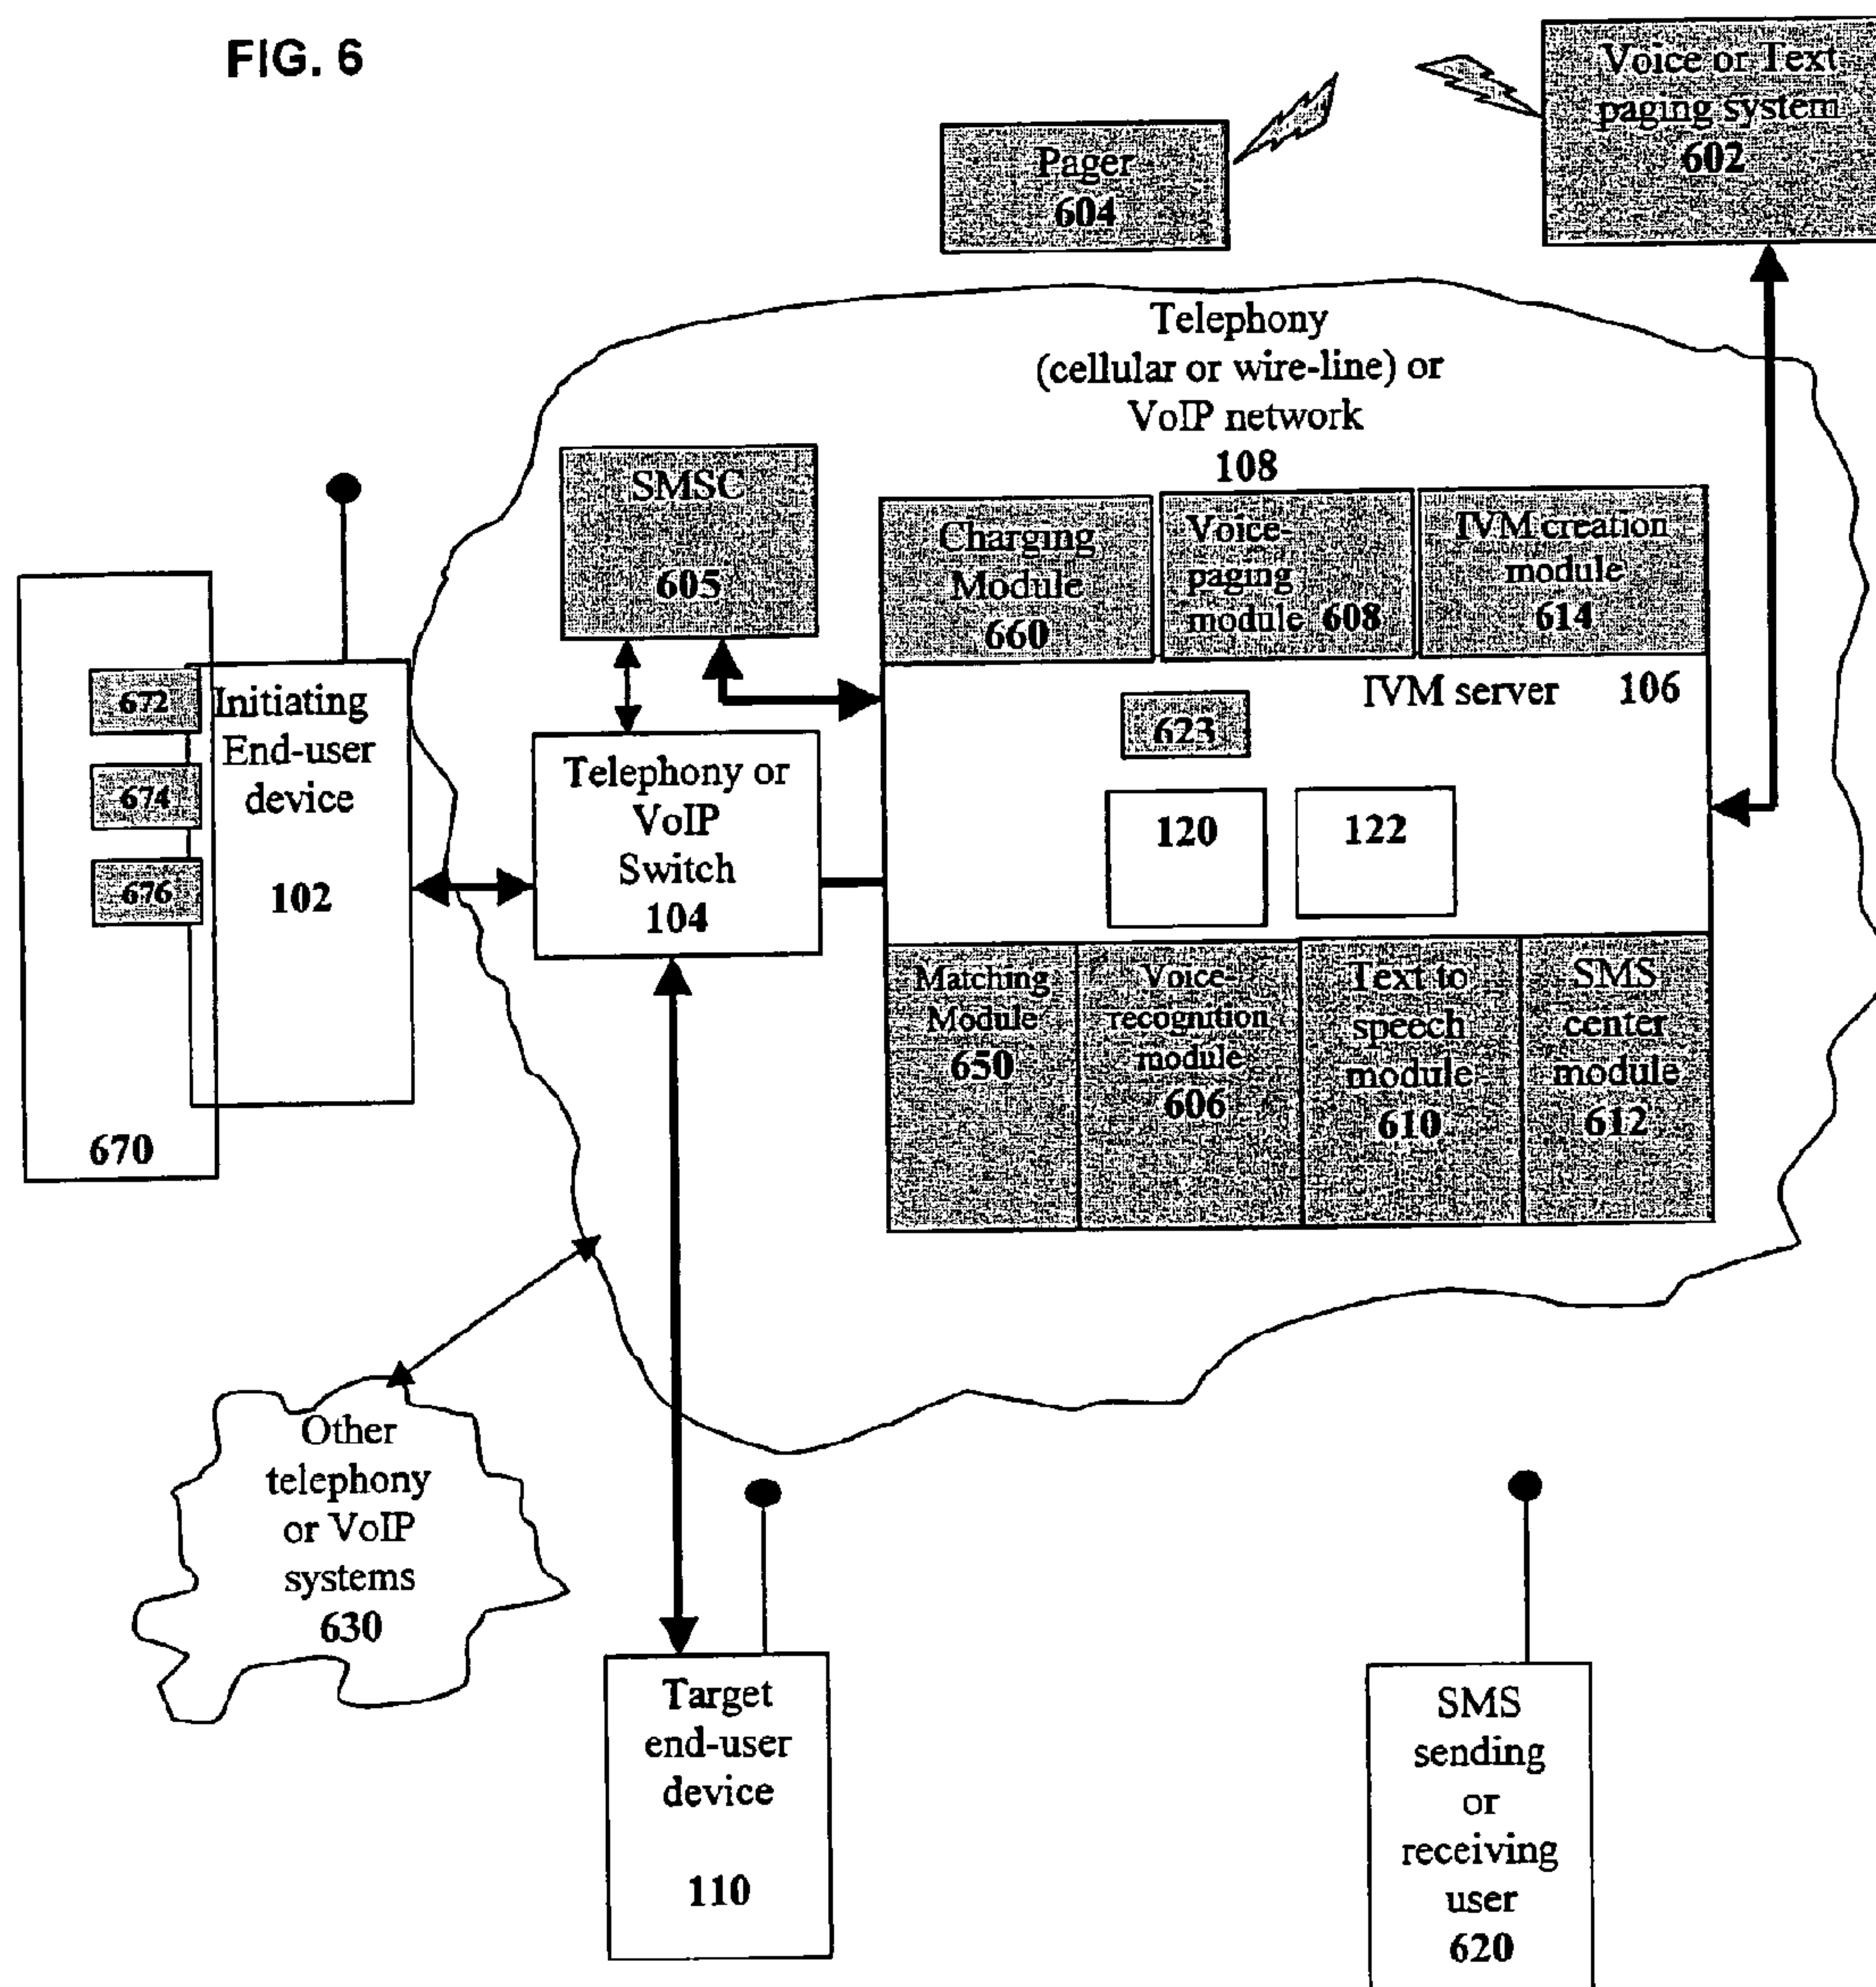 FIG. 6
Voice or Text
paging system
602
Pager
604
Telephony
(cellular or wire-line) or
VoIP network
108
SMSC
605
Charging
Module
660
Voice-
paging
module 608
IVM creation
module
614
IVM server 106
623
120
122
672
674
676
Initiating
End-user
device
102
670
Telephony or
VoIP
Switch
104
Matching
Module
650
Voice-
recognition
module
606
Text to
speech
module
610
SMS
center
module
612
Other
telephony
or VoIP
systems
630
Target
end-user
device
110
SMS
sending
or
receiving
user
620